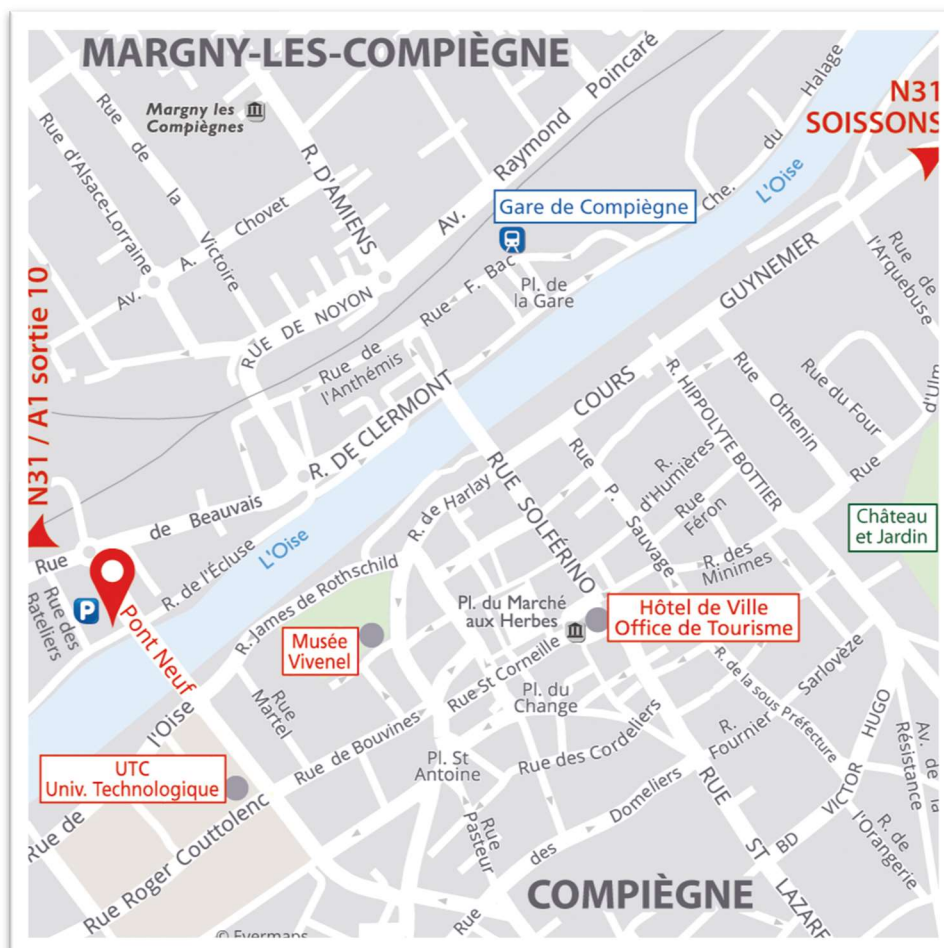 MARGNY-LES-COMPIÈGNE
Margny les
Compiègnes
Rue d'Alsace-Lorraine
Rue de la Victoire
R. D'AMIENS
Av. Raymond Poincaré
Av. A. Chovet
Che. du Halage
L'Oise
N31
SOISSONS
Gare de Compiègne
Rue F. Bac
Pl. de
la Gare
RUE DE NOYON
Rue de
l'Anthémis
COURS GUYNEMER
Rue de
l'Arquebuse
N31 / A1 sortie 10
R. DE CLERMONT
Rue de Beauvais
R. HIPPOLYTE BOTTIER
Rue Othenin
Rue du Four
Rue d'Ulm
Rue P. Sauvage
R.
d'Humières
Rue
Féron
R. des
Minimes
RUE SOLFÉRINO
R. de Harlay
Château
et Jardin
R. de l'Écluse
L'Oise
R. James de Rothschild
P
Rue des
Bateliers
Pont Neuf
Pl. du Marché
aux Herbes
Hôtel de Ville
Office de Tourisme
Musée
Vivenel
Rue St Corneille
Pl. du
Change
Rue
Martel
Rue de Bouvines
Pl. St
Antoine
Rue des Cordeliers
R. de la sous Préfecture
R.
Fournier Sarlovèze
UTC
Univ. Technologique
Rue de l'Oise
Rue Roger Couttolenc
Rue
Pasteur
Rue des Domeliers
RUE ST LAZARE
BD VICTOR HUGO
R. de
l'Orangerie
Av. de la
Résistance
COMPIÈGNE
© Evermaps